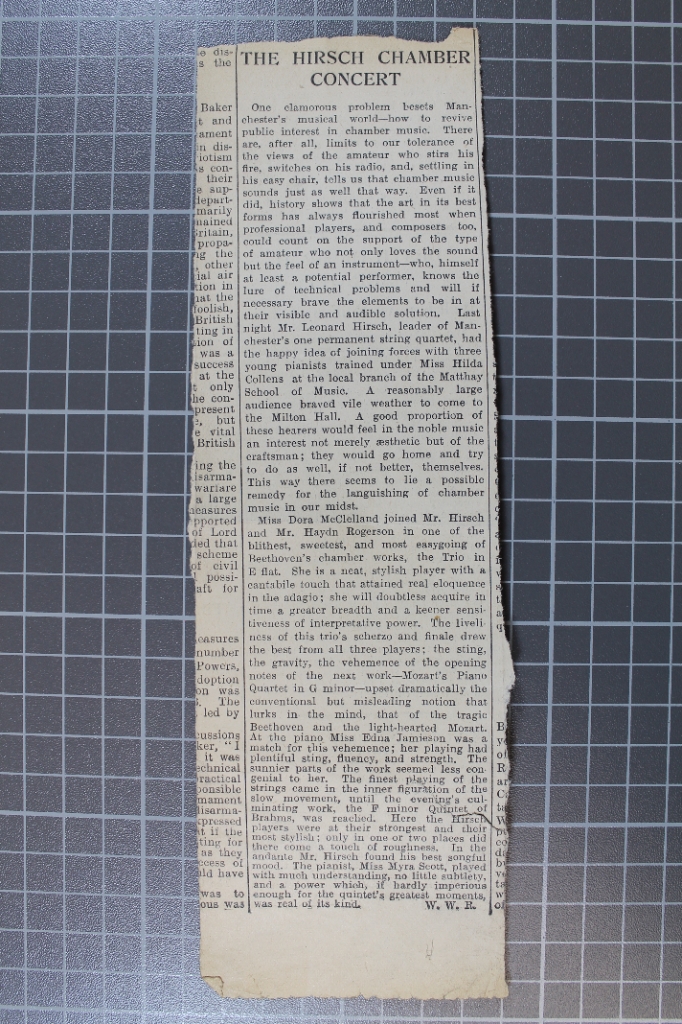 THE HIRSCH CHAMBER
CONCERT
One clamorous problem besets Man-
chester's musical world—how to revive
public interest in chamber music. There
are, after all, limits to our tolerance of
the views of the amateur who stirs his
fire, switches on his radio, and, settling in
his easy chair, tells us that chamber music
sounds just as well that way. Even if it
did, history shows that the art in its best
forms has always flourished most when
professional players, and composers too,
could count on the support of the type
of amateur who not only loves the sound
but the feel of an instrument—who, himself
at least a potential performer, knows the
lure of technical problems and will if
necessary brave the elements to be in at
their visible and audible solution. Last
night Mr. Leonard Hirsch, leader of Man-
chester's one permanent string quartet, had
the happy idea of joining forces with three
young pianists trained under Miss Hilda
Collens at the local branch of the Matthay
School of Music. A reasonably large
audience braved vile weather to come to
the Milton Hall. A good proportion of
these hearers would feel in the noble music
an interest not merely æsthetic but of the
craftsman; they would go home and try
to do as well, if not better, themselves.
This way there seems to lie a possible
remedy for the languishing of chamber
music in our midst.
Miss Dora McClelland joined Mr. Hirsch
and Mr. Haydn Rogerson in one of the
blithest, sweetest, and most easygoing of
Beethoven's chamber works, the Trio in
E flat. She is a neat, stylish player with a
cantabile touch that attained real eloquence
in the adagio; she will doubtless acquire in
time a greater breadth and a keener sensi-
tiveness of interpretative power. The liveli-
ness of this trio's scherzo and finale drew
the best from all three players; the sting,
the gravity, the vehemence of the opening
notes of the next work—Mozart's Piano
Quartet in G minor—upset dramatically the
conventional but misleading notion that
lurks in the mind, that of the tragic
Beethoven and the light-hearted Mozart.
At the piano Miss Edna Jamieson was a
match for this vehemence; her playing had
plentiful sting, fluency, and strength. The
sunnier parts of the work seemed less con-
genial to her. The finest playing of the
strings came in the inner figuration of the
slow movement, until the evening's cul-
minating work, the F minor Quintet of
Brahms, was reached. Here the Hirsch
players were at their strongest and their
most stylish; only in one or two places did
there come a touch of roughness. In the
andante Mr. Hirsch found his best songful
mood. The pianist, Miss Myra Scott, played
with much understanding, no little subtlety,
and a power which, if hardly imperious
enough for the quintet's greatest moments,
was real of its kind. W. W. R.